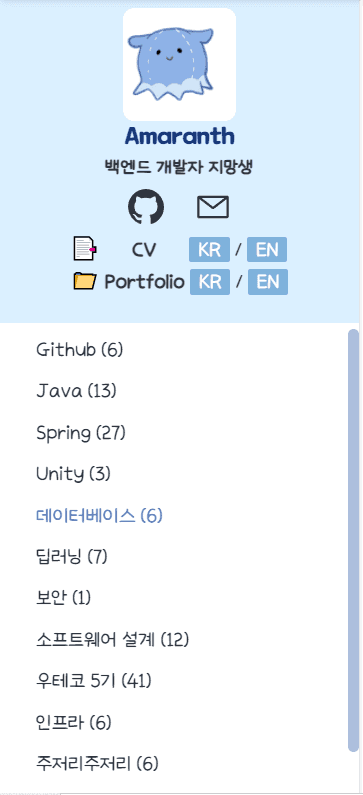 Amaranth
백엔드 개발자 지망생
CV KR / EN
Portfolio KR / EN
Github (6)
Java (13)
Spring (27)
Unity (3)
데이터베이스 (6)
딥러닝 (7)
보안 (1)
소프트웨어 설계 (12)
우테코 5기 (41)
인프라 (6)
주저리주저리 (6)